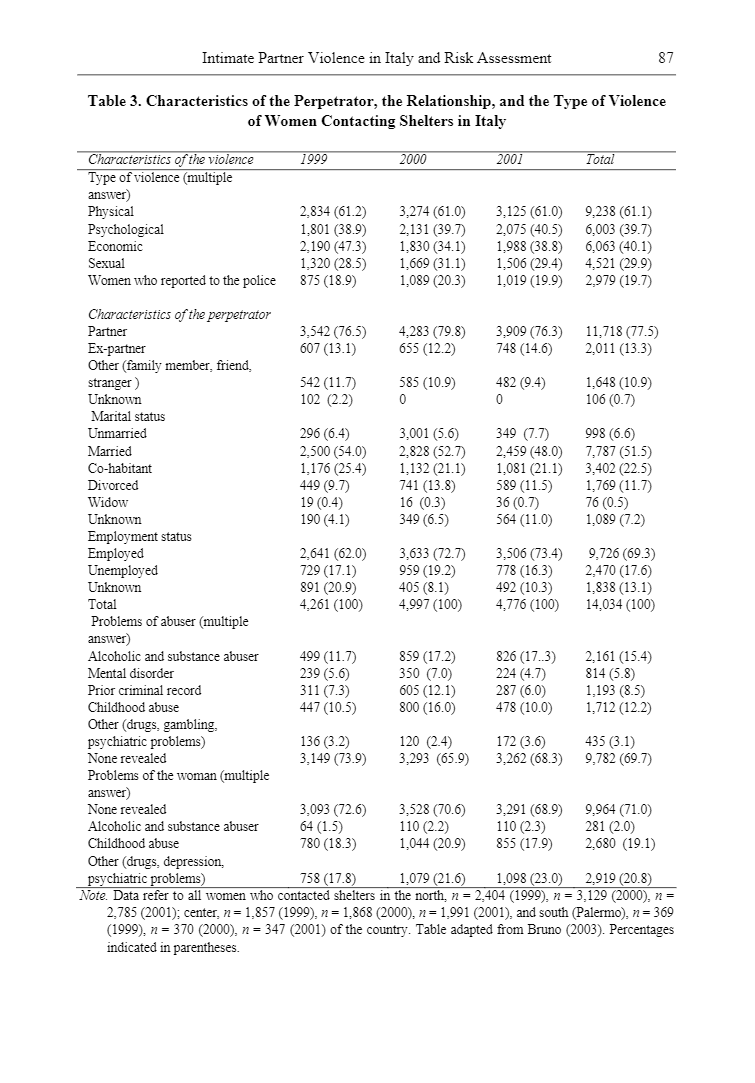 Intimate Partner Violence in Italy and Risk Assessment 87
Table 3. Characteristics of the Perpetrator, the Relationship, and the Type of Violence
of Women Contacting Shelters in Italy
Characteristics of the violence 1999 2000 2001 Total
Type of violence (multiple
answer)
Physical 2,834 (61.2) 3,274 (61.0) 3,125 (61.0) 9,238 (61.1)
Psychological 1,801 (38.9) 2,131 (39.7) 2,075 (40.5) 6,003 (39.7)
Economic 2,190 (47.3) 1,830 (34.1) 1,988 (38.8) 6,063 (40.1)
Sexual 1,320 (28.5) 1,669 (31.1) 1,506 (29.4) 4,521 (29.9)
Women who reported to the police 875 (18.9) 1,089 (20.3) 1,019 (19.9) 2,979 (19.7)
Characteristics of the perpetrator
Partner 3,542 (76.5) 4,283 (79.8) 3,909 (76.3) 11,718 (77.5)
Ex-partner 607 (13.1) 655 (12.2) 748 (14.6) 2,011 (13.3)
Other (family member, friend,
stranger ) 542 (11.7) 585 (10.9) 482 (9.4) 1,648 (10.9)
Unknown 102 (2.2) 0 0 106 (0.7)
Marital status
Unmarried 296 (6.4) 3,001 (5.6) 349 (7.7) 998 (6.6)
Married 2,500 (54.0) 2,828 (52.7) 2,459 (48.0) 7,787 (51.5)
Co-habitant 1,176 (25.4) 1,132 (21.1) 1,081 (21.1) 3,402 (22.5)
Divorced 449 (9.7) 741 (13.8) 589 (11.5) 1,769 (11.7)
Widow 19 (0.4) 16 (0.3) 36 (0.7) 76 (0.5)
Unknown 190 (4.1) 349 (6.5) 564 (11.0) 1,089 (7.2)
Employment status
Employed 2,641 (62.0) 3,633 (72.7) 3,506 (73.4) 9,726 (69.3)
Unemployed 729 (17.1) 959 (19.2) 778 (16.3) 2,470 (17.6)
Unknown 891 (20.9) 405 (8.1) 492 (10.3) 1,838 (13.1)
Total 4,261 (100) 4,997 (100) 4,776 (100) 14,034 (100)
Problems of abuser (multiple
answer)
Alcoholic and substance abuser 499 (11.7) 859 (17.2) 826 (17..3) 2,161 (15.4)
Mental disorder 239 (5.6) 350 (7.0) 224 (4.7) 814 (5.8)
Prior criminal record 311 (7.3) 605 (12.1) 287 (6.0) 1,193 (8.5)
Childhood abuse 447 (10.5) 800 (16.0) 478 (10.0) 1,712 (12.2)
Other (drugs, gambling,
psychiatric problems) 136 (3.2) 120 (2.4) 172 (3.6) 435 (3.1)
None revealed 3,149 (73.9) 3,293 (65.9) 3,262 (68.3) 9,782 (69.7)
Problems of the woman (multiple
answer)
None revealed 3,093 (72.6) 3,528 (70.6) 3,291 (68.9) 9,964 (71.0)
Alcoholic and substance abuser 64 (1.5) 110 (2.2) 110 (2.3) 281 (2.0)
Childhood abuse 780 (18.3) 1,044 (20.9) 855 (17.9) 2,680 (19.1)
Other (drugs, depression,
psychiatric problems) 758 (17.8) 1,079 (21.6) 1,098 (23.0) 2,919 (20.8)
Note. Data refer to all women who contacted shelters in the north, n = 2,404 (1999), n = 3,129 (2000), n =
2,785 (2001); center, n = 1,857 (1999), n = 1,868 (2000), n = 1,991 (2001), and south (Palermo), n = 369
(1999), n = 370 (2000), n = 347 (2001) of the country. Table adapted from Bruno (2003). Percentages
indicated in parentheses.